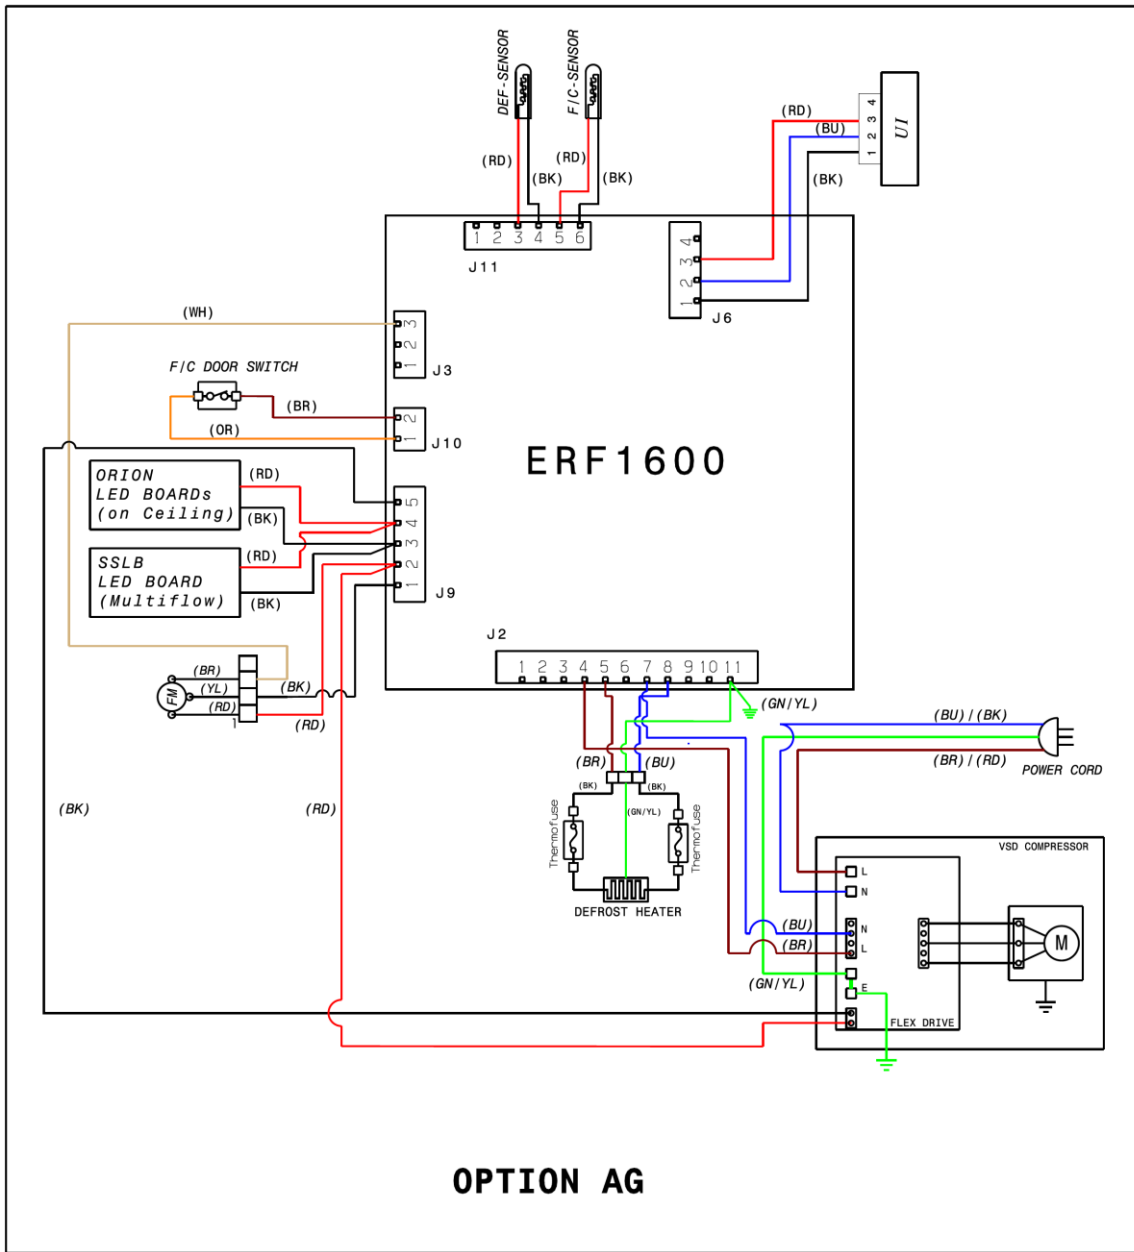 DEF-SENSOR
F/C-SENSOR
(RD)
(BK)
(RD)
(BK)
(RD)
(BU)
(BK)
1 2 3 4
UI
1 2 3 4 5 6
J11
4
3
2
1
J6
(WH)
3
2
1
J3
F/C DOOR SWITCH
(BR)
(OR)
2
1
J10
ERF1600
ORION
LED BOARDs
(on Ceiling)
(RD)
(BK)
SSLB
LED BOARD
(Multiflow)
(RD)
(BK)
5
4
3
2
1
J9
J2
1 2 3 4 5 6 7 8 9 10 11
(GN/YL)
FM
(BR)
(YL)
(RD)
1
(BK)
(RD)
(BU)/(BK)
(BR)/(RD)
POWER CORD
(BR)
(BU)
(BK)
(BK)
(GN/YL)
Thermofuse
Thermofuse
DEFROST HEATER
(BK)
(RD)
VSD COMPRESSOR
L
N
N
L
E
(BU)
(BR)
(GN/YL)
M
FLEX DRIVE
OPTION AG